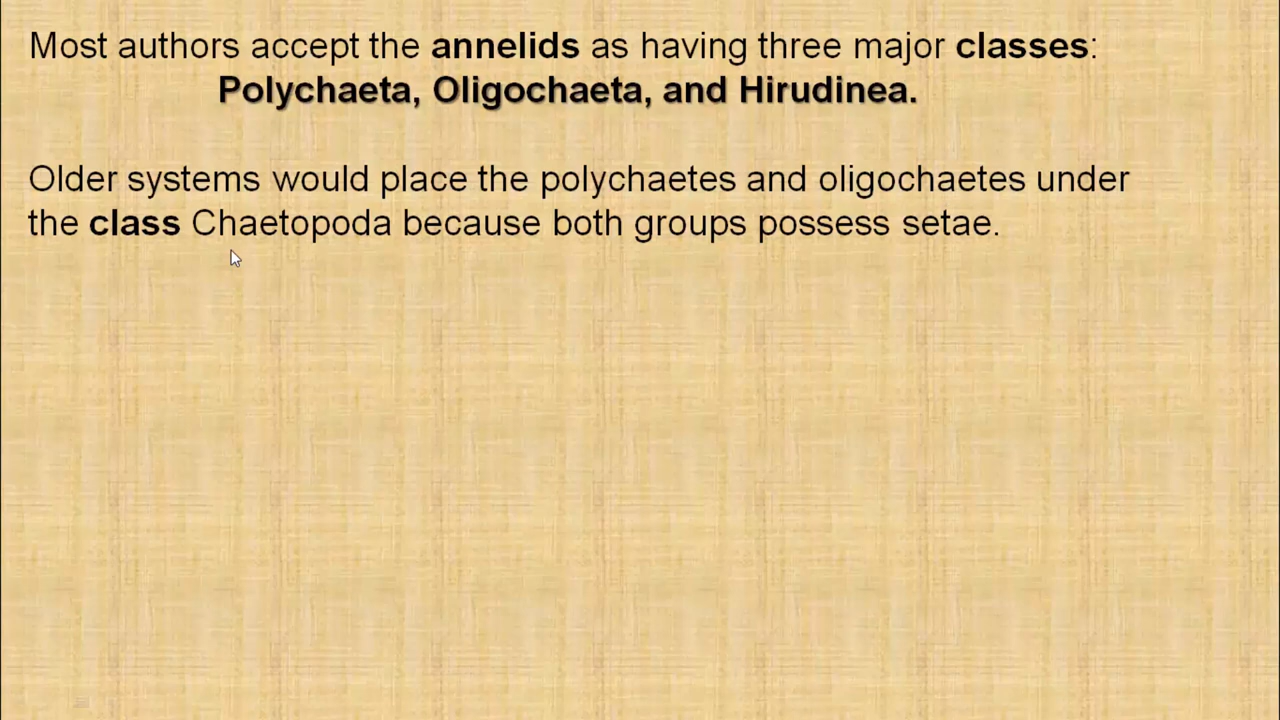 Most authors accept the annelids as having three major classes:
Polychaeta, Oligochaeta, and Hirudinea.
Older systems would place the polychaetes and oligochaetes under
the class Chaetopoda because both groups possess setae.